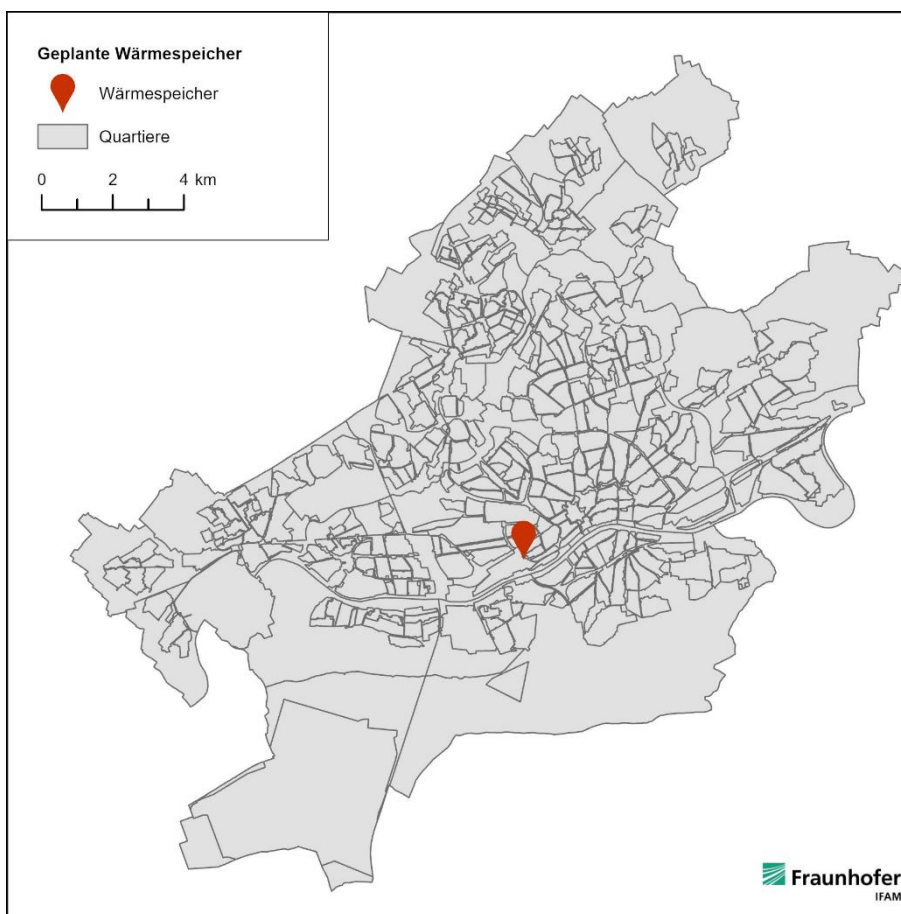 Geplante Wärmespeicher
Wärmespeicher
Quartiere
0 2 4 km
Fraunhofer
IFAM